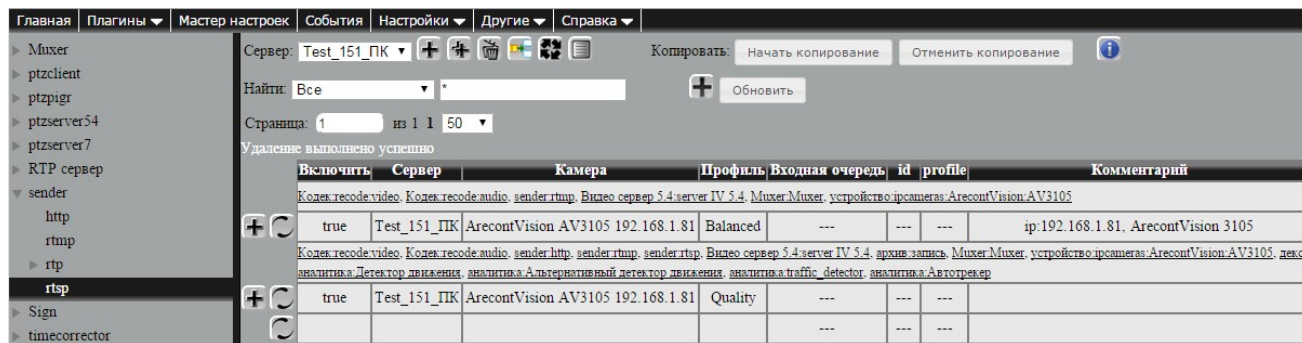 Главная Плагины Мастер настроек События Настройки Другие Справка
Muxer
ptzclient
ptzpigr
ptzserver54
ptzserver7
RTP сервер
sender
http
rtmp
rtp
rtsp
Sign
timecorrector
Сервер: Test_151_ПК Копировать: Начать копирование Отменить копирование
Найти: Все * Обновить
Страница: 1 из 1 1 50
Удаление выполнено успешно
Включить Сервер Камера Профиль Входная очередь id profile Комментарий
Кодек:recode:video, Кодек:recode:audio, sender:rtmp, Видео сервер 5.4:server IV 5.4, Muxer:Muxer, устройство:ipcameras:ArecontVision:AV3105
true Test_151_ПК ArecontVision AV3105 192.168.1.81 Balanced --- --- --- ip:192.168.1.81, ArecontVision 3105
Кодек:recode:video, Кодек:recode:audio, sender:http, sender:rtmp, sender:rtsp, Видео сервер 5.4:server IV 5.4, архив:запись, Muxer:Muxer, устройство:ipcameras:ArecontVision:AV3105,
аналитика:Детектор движения, аналитика:Альтернативный детектор движения, аналитика:traffic_detector, аналитика:Автотрекер
true Test_151_ПК ArecontVision AV3105 192.168.1.81 Quality --- --- ---
--- --- ---